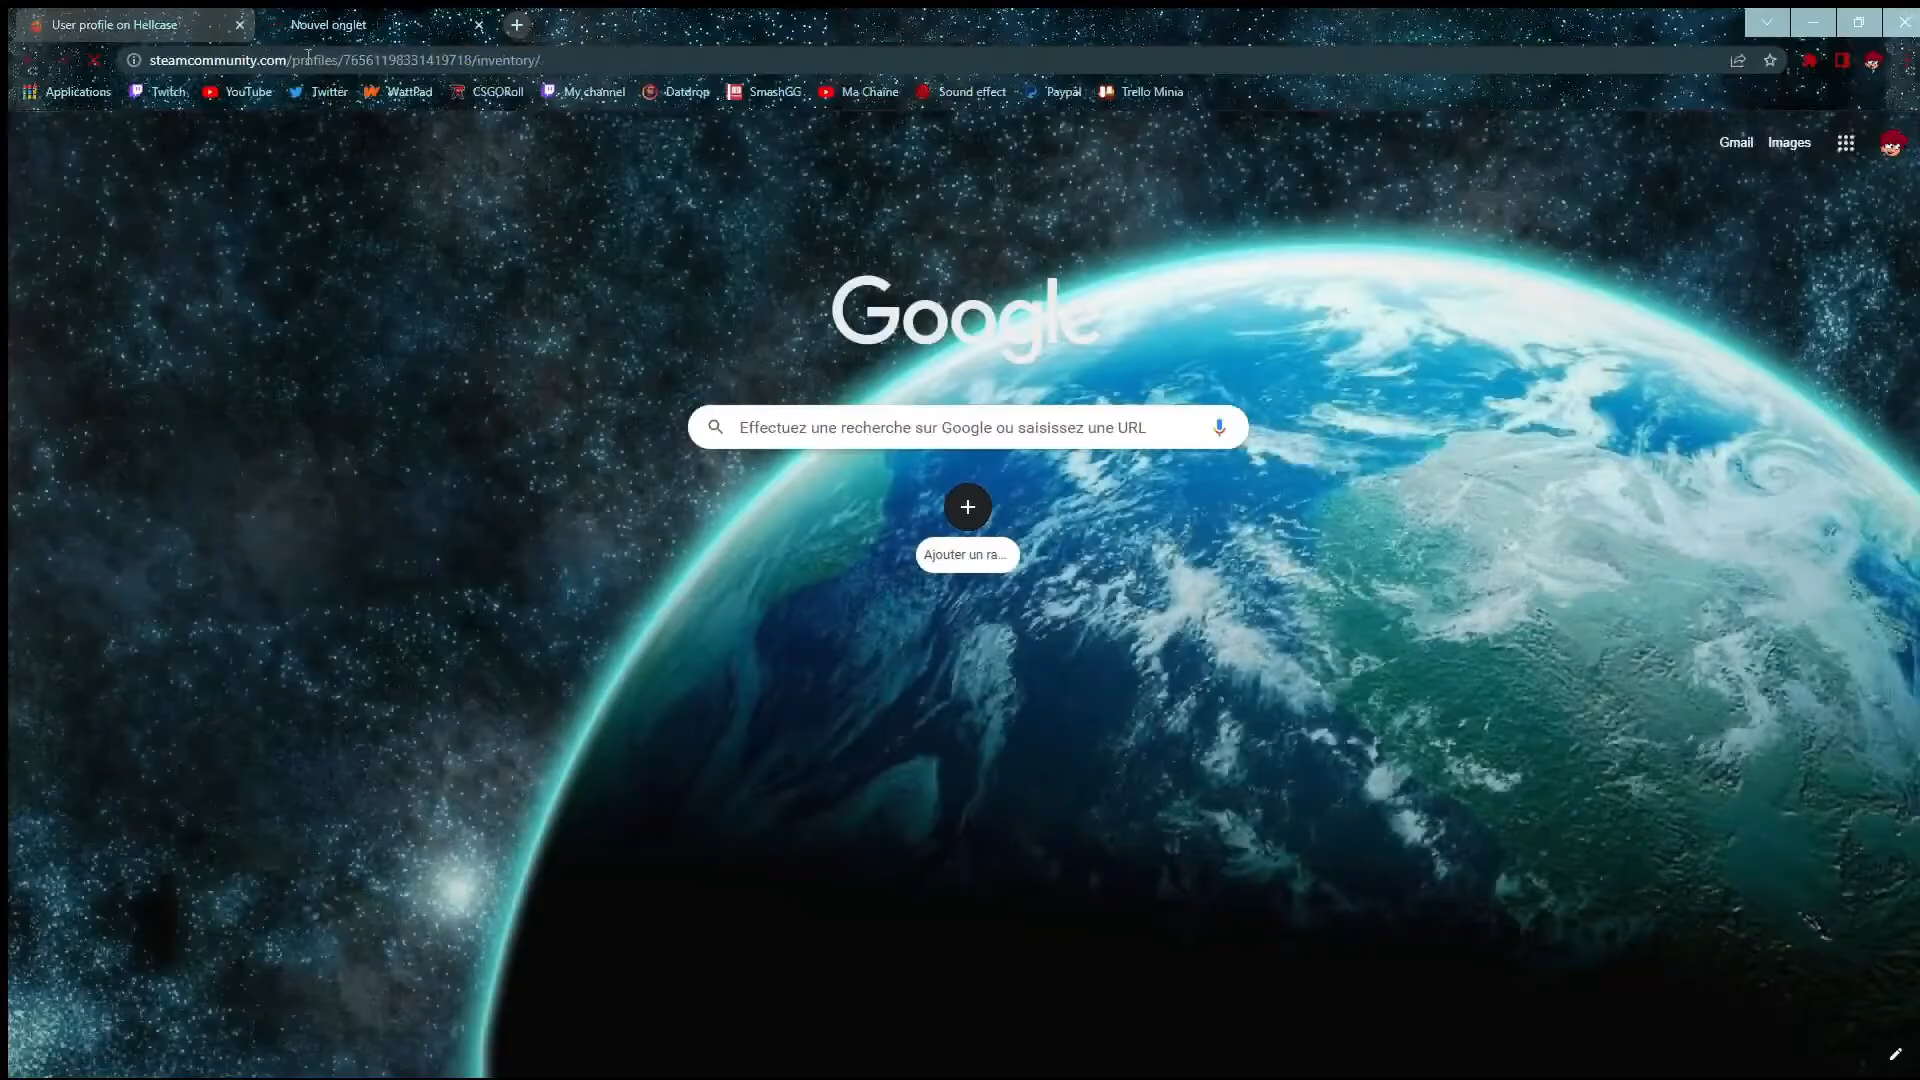 User profile on Hellcase
Nouvel onglet
steamcommunity.com/profiles/76561198331419718/inventory/
Applications Twitch YouTube Twitter WattPad CSGORoll My channel Datdrop SmashGG Ma Chaine Sound effect Paypal Trello Minia
Gmail Images
Google
Effectuez une recherche sur Google ou saisissez une URL
Ajouter un ra...